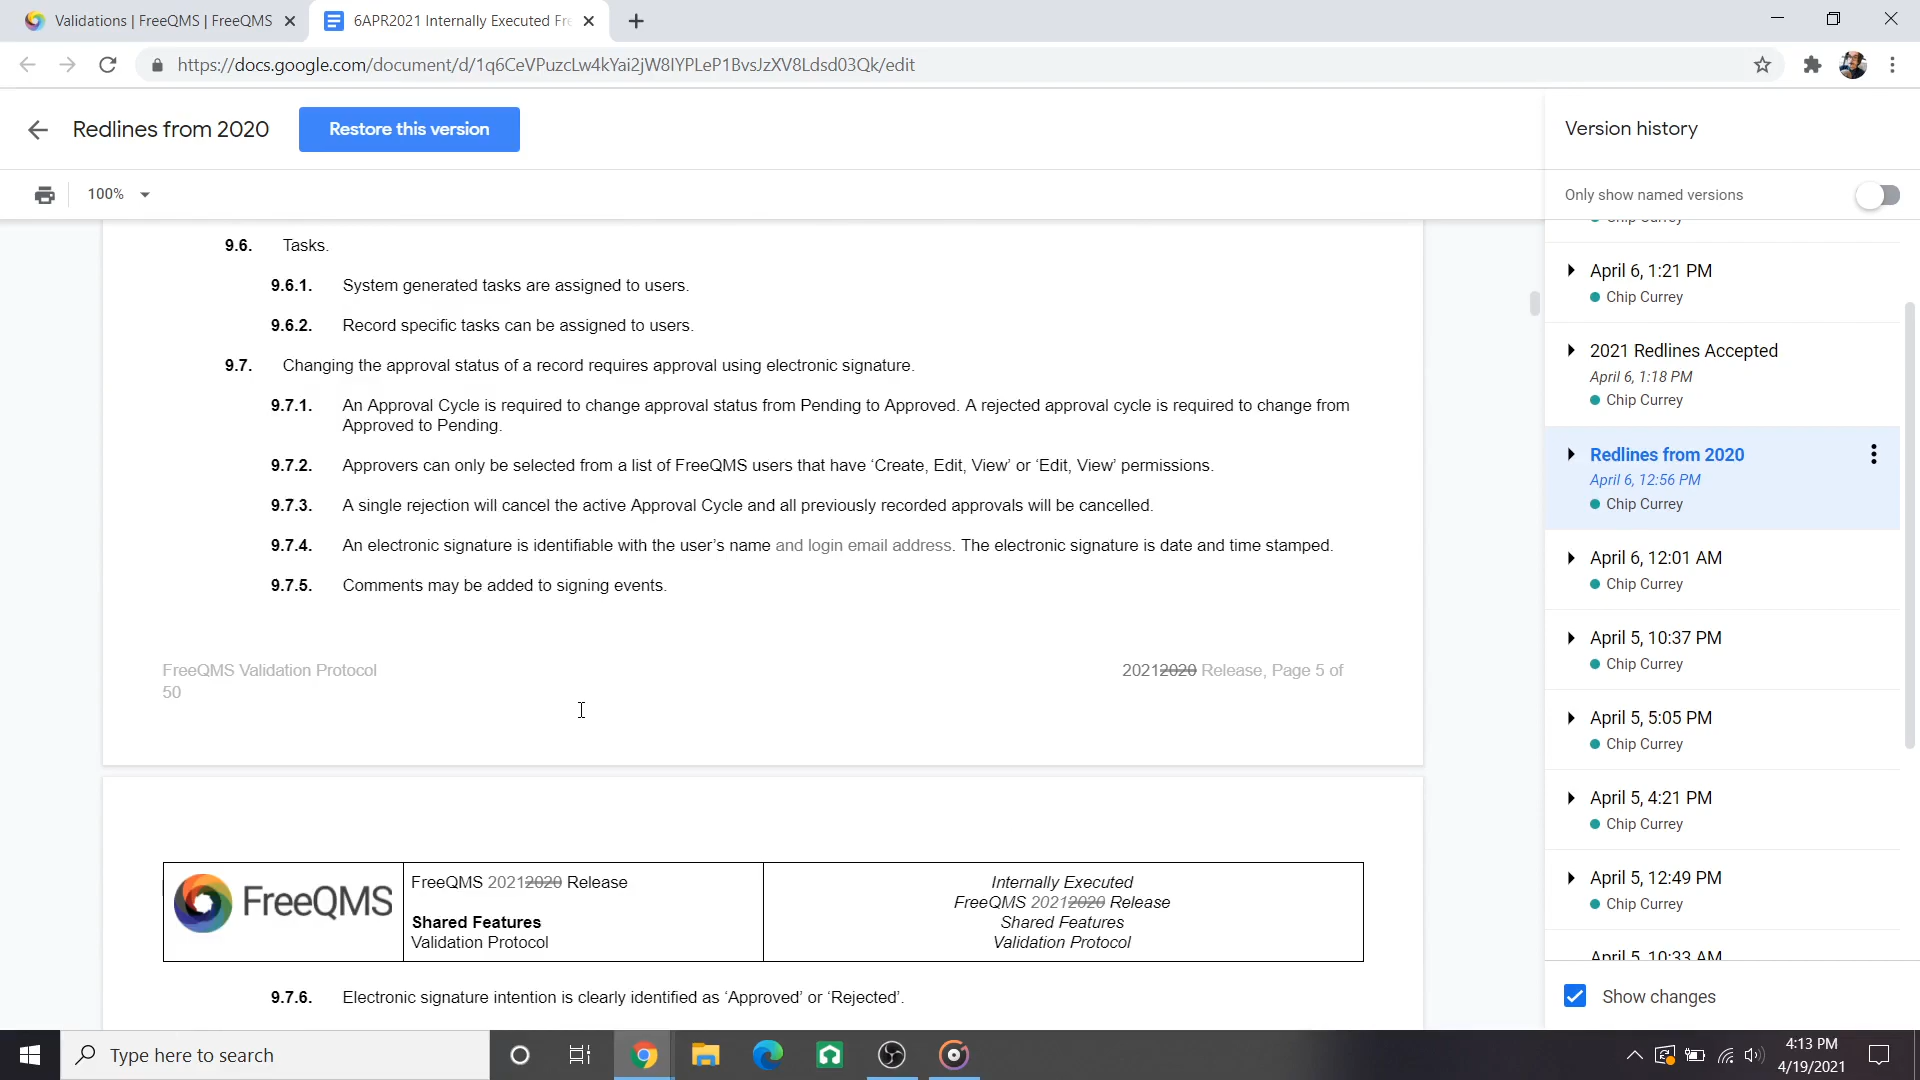 Validations | FreeQMS | FreeQMS
6APR2021 Internally Executed Fre
https://docs.google.com/document/d/1q6CeVPuzcLw4kYai2jW8IYPLeP1BvsJzXV8Ldsd03Qk/edit
Redlines from 2020
Restore this version
Version history
100%
Only show named versions
9.6. Tasks.
9.6.1. System generated tasks are assigned to users.
9.6.2. Record specific tasks can be assigned to users.
9.7. Changing the approval status of a record requires approval using electronic signature.
9.7.1. An Approval Cycle is required to change approval status from Pending to Approved. A rejected approval cycle is required to change from
Approved to Pending.
9.7.2. Approvers can only be selected from a list of FreeQMS users that have ‘Create, Edit, View’ or ‘Edit, View’ permissions.
9.7.3. A single rejection will cancel the active Approval Cycle and all previously recorded approvals will be cancelled.
9.7.4. An electronic signature is identifiable with the user’s name and login email address. The electronic signature is date and time stamped.
9.7.5. Comments may be added to signing events.
FreeQMS Validation Protocol 20212020 Release, Page 5 of
50
FreeQMS
FreeQMS 20212020 Release
Shared Features
Validation Protocol
Internally Executed
FreeQMS 20212020 Release
Shared Features
Validation Protocol
9.7.6. Electronic signature intention is clearly identified as ‘Approved’ or ‘Rejected’.
Chip Currey
April 6, 1:21 PM
Chip Currey
2021 Redlines Accepted
April 6, 1:18 PM
Chip Currey
Redlines from 2020
April 6, 12:56 PM
Chip Currey
April 6, 12:01 AM
Chip Currey
April 5, 10:37 PM
Chip Currey
April 5, 5:05 PM
Chip Currey
April 5, 4:21 PM
Chip Currey
April 5, 12:49 PM
Chip Currey
April 5, 10:33 AM
Show changes
Type here to search
4:13 PM
4/19/2021